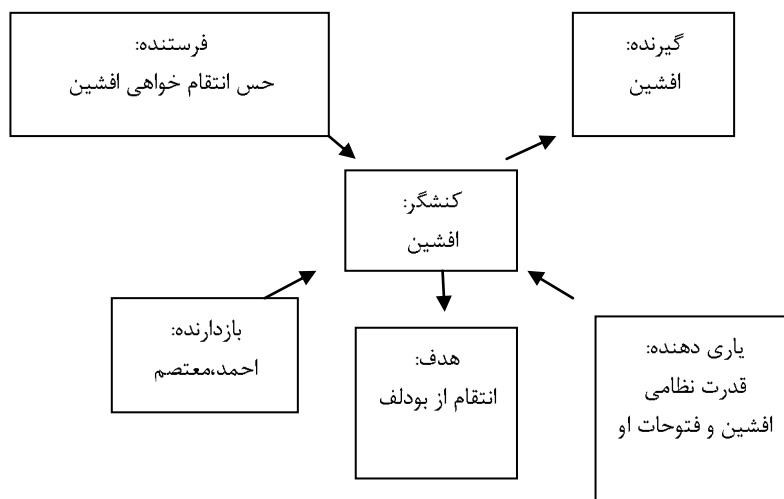 گیرنده:
افشین
فرستنده:
حس انتقام خواهی افشین
کنشگر:
افشین
یاری دهنده:
قدرت نظامی
افشین و فتوحات او
هدف:
انتقام از بودلف
بازدارنده:
احمد،معتصم